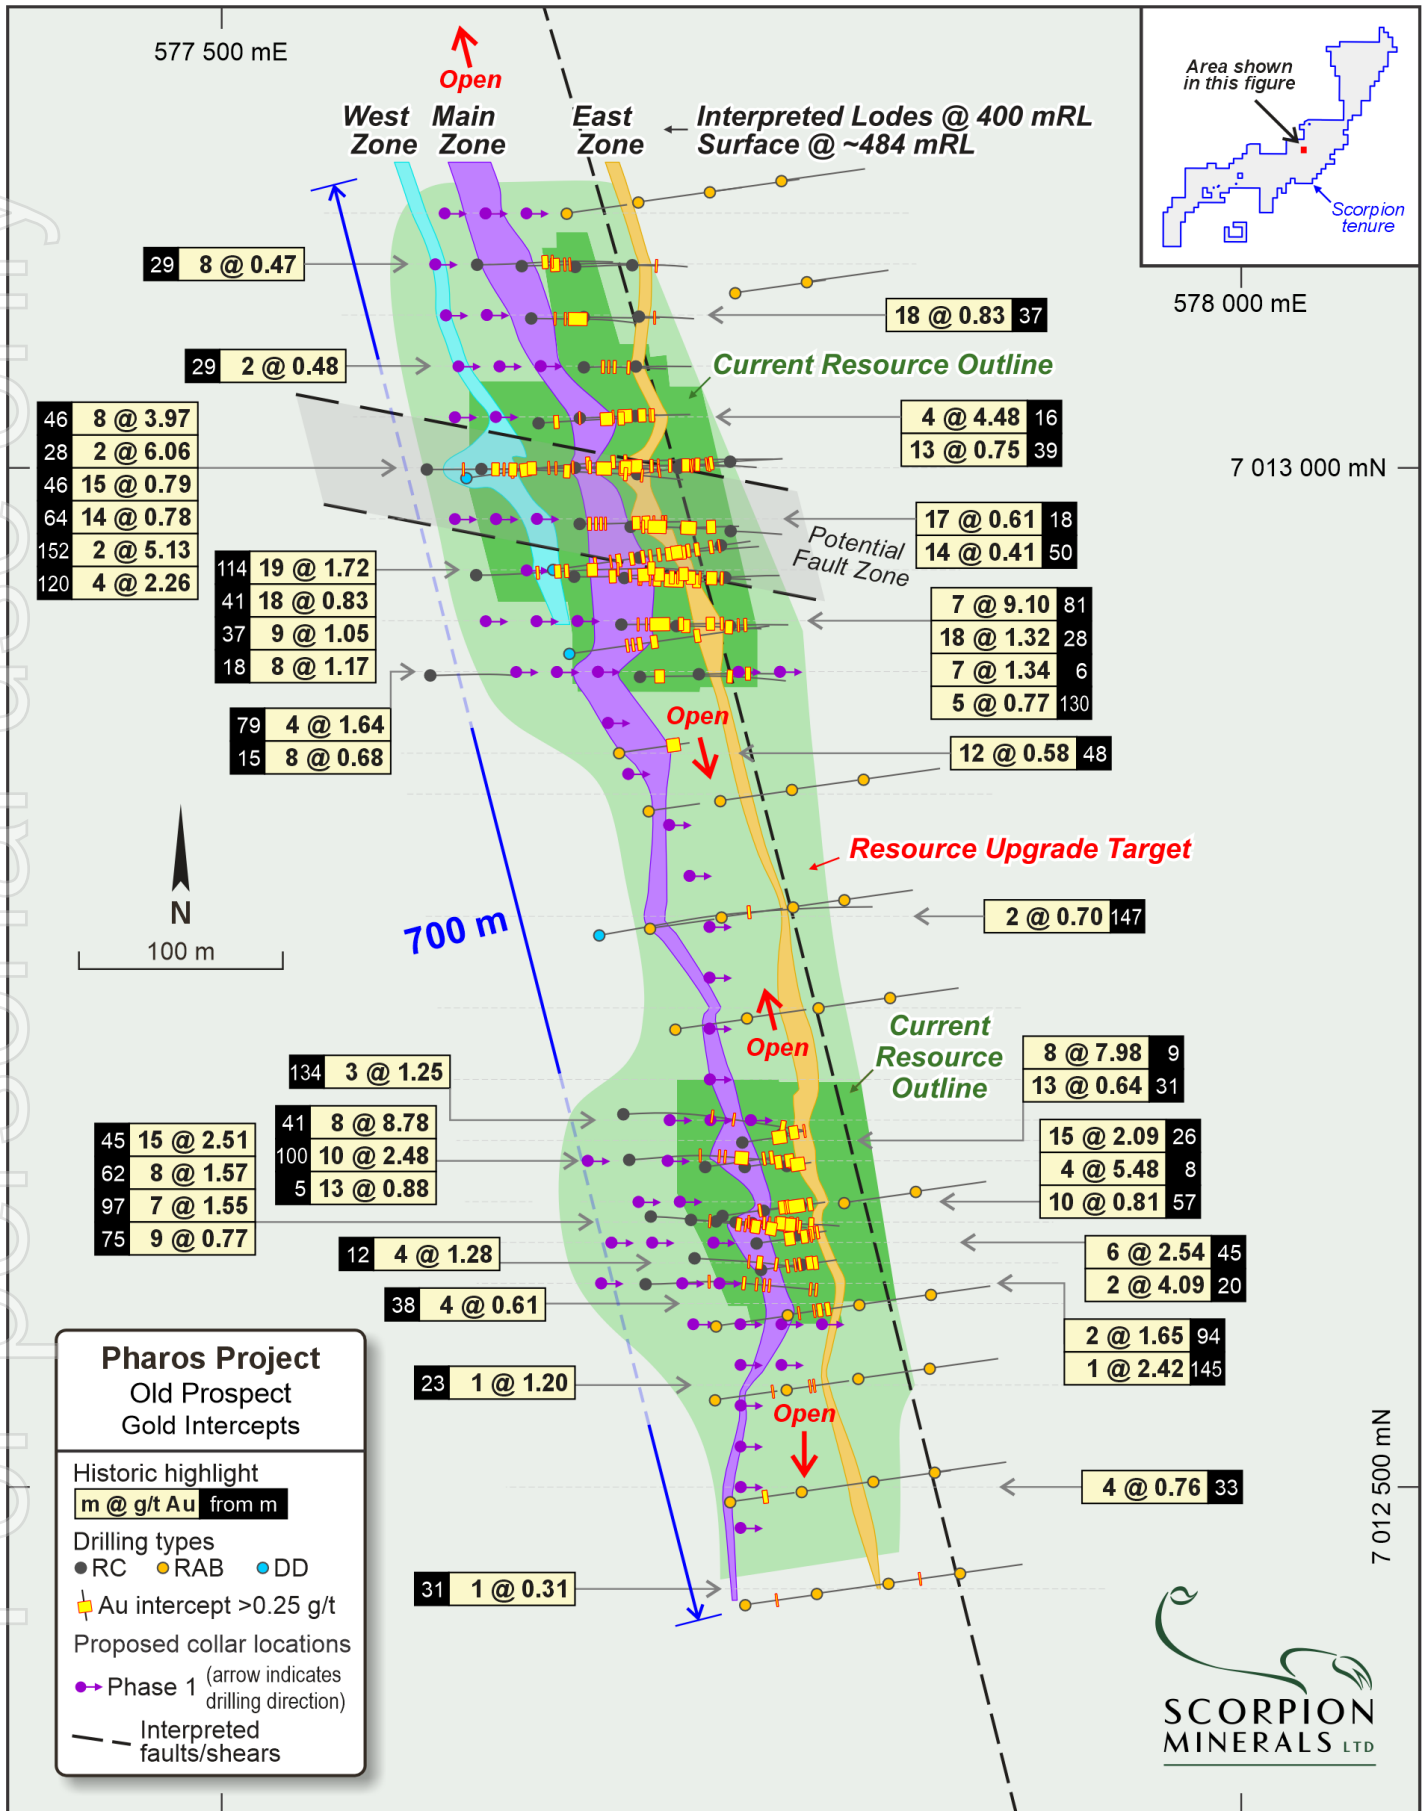 577 500 mE
Open
West Zone
Main Zone
East Zone
Interpreted Lodes @ 400 mRL
Surface @ ~484 mRL
Area shown
in this figure
Scorpion
tenure
578 000 mE
29 8 @ 0.47
18 @ 0.83 37
29 2 @ 0.48
Current Resource Outline
46 8 @ 3.97
28 2 @ 6.06
46 15 @ 0.79
64 14 @ 0.78
152 2 @ 5.13
120 4 @ 2.26
4 @ 4.48 16
13 @ 0.75 39
7 013 000 mN
17 @ 0.61 18
14 @ 0.41 50
Potential
Fault Zone
114 19 @ 1.72
41 18 @ 0.83
37 9 @ 1.05
18 8 @ 1.17
7 @ 9.10 81
18 @ 1.32 28
7 @ 1.34 6
5 @ 0.77 130
79 4 @ 1.64
15 8 @ 0.68
Open
12 @ 0.58 48
Resource Upgrade Target
N
100 m
700 m
2 @ 0.70 147
Open
Current
Resource
Outline
134 3 @ 1.25
8 @ 7.98 9
13 @ 0.64 31
41 8 @ 8.78
100 10 @ 2.48
5 13 @ 0.88
45 15 @ 2.51
62 8 @ 1.57
97 7 @ 1.55
75 9 @ 0.77
15 @ 2.09 26
4 @ 5.48 8
10 @ 0.81 57
12 4 @ 1.28
6 @ 2.54 45
2 @ 4.09 20
38 4 @ 0.61
2 @ 1.65 94
1 @ 2.42 145
23 1 @ 1.20
Open
4 @ 0.76 33
7 012 500 mN
31 1 @ 0.31
Pharos Project
Old Prospect
Gold Intercepts
Historic highlight
m @ g/t Au from m
Drilling types
RC RAB DD
Au intercept >0.25 g/t
Proposed collar locations
Phase 1 (arrow indicates
drilling direction)
Interpreted
faults/shears
SCORPION
MINERALS LTD